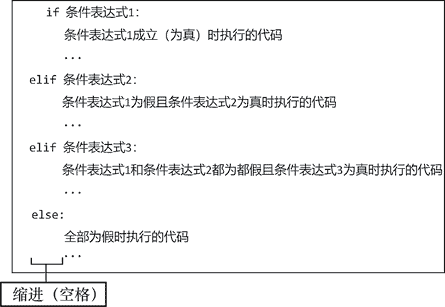 if 条件表达式1:
条件表达式1成立（为真）时执行的代码
...
elif 条件表达式2:
条件表达式1为假且条件表达式2为真时执行的代码
...
elif 条件表达式3:
条件表达式1和条件表达式2都为都假且条件表达式3为真时执行的代码
...
else:
全部为假时执行的代码
...
缩进（空格）